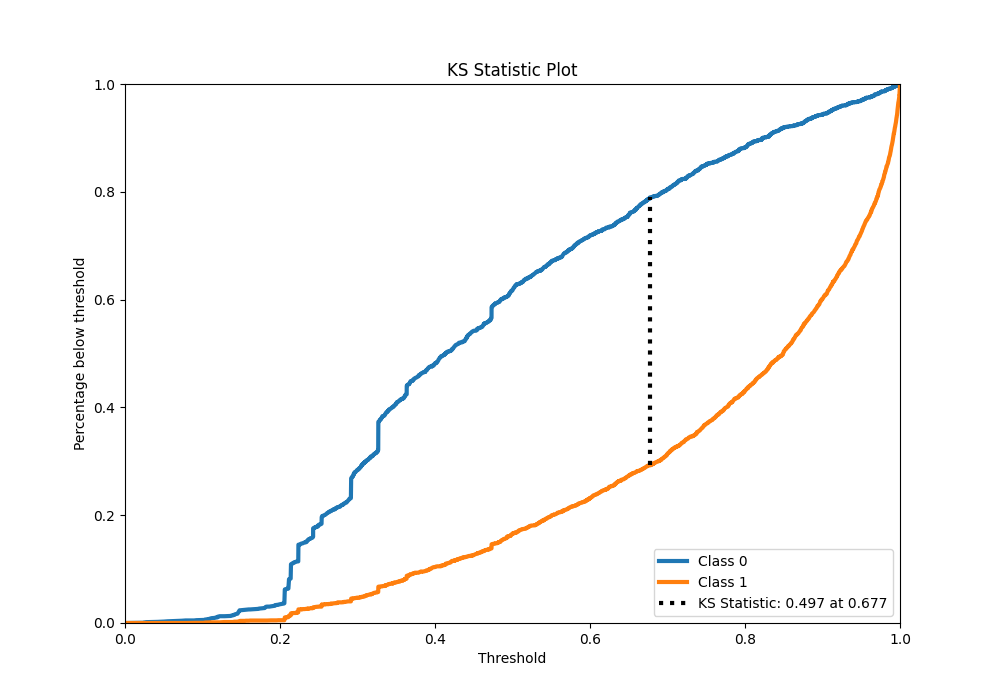 KS Statistic Plot
1.0
0.8
0.6
0.4
0.2
0.0
Percentage below threshold
0.0 0.2 0.4 0.6 0.8 1.0
Threshold
Class 0
Class 1
KS Statistic: 0.497 at 0.677